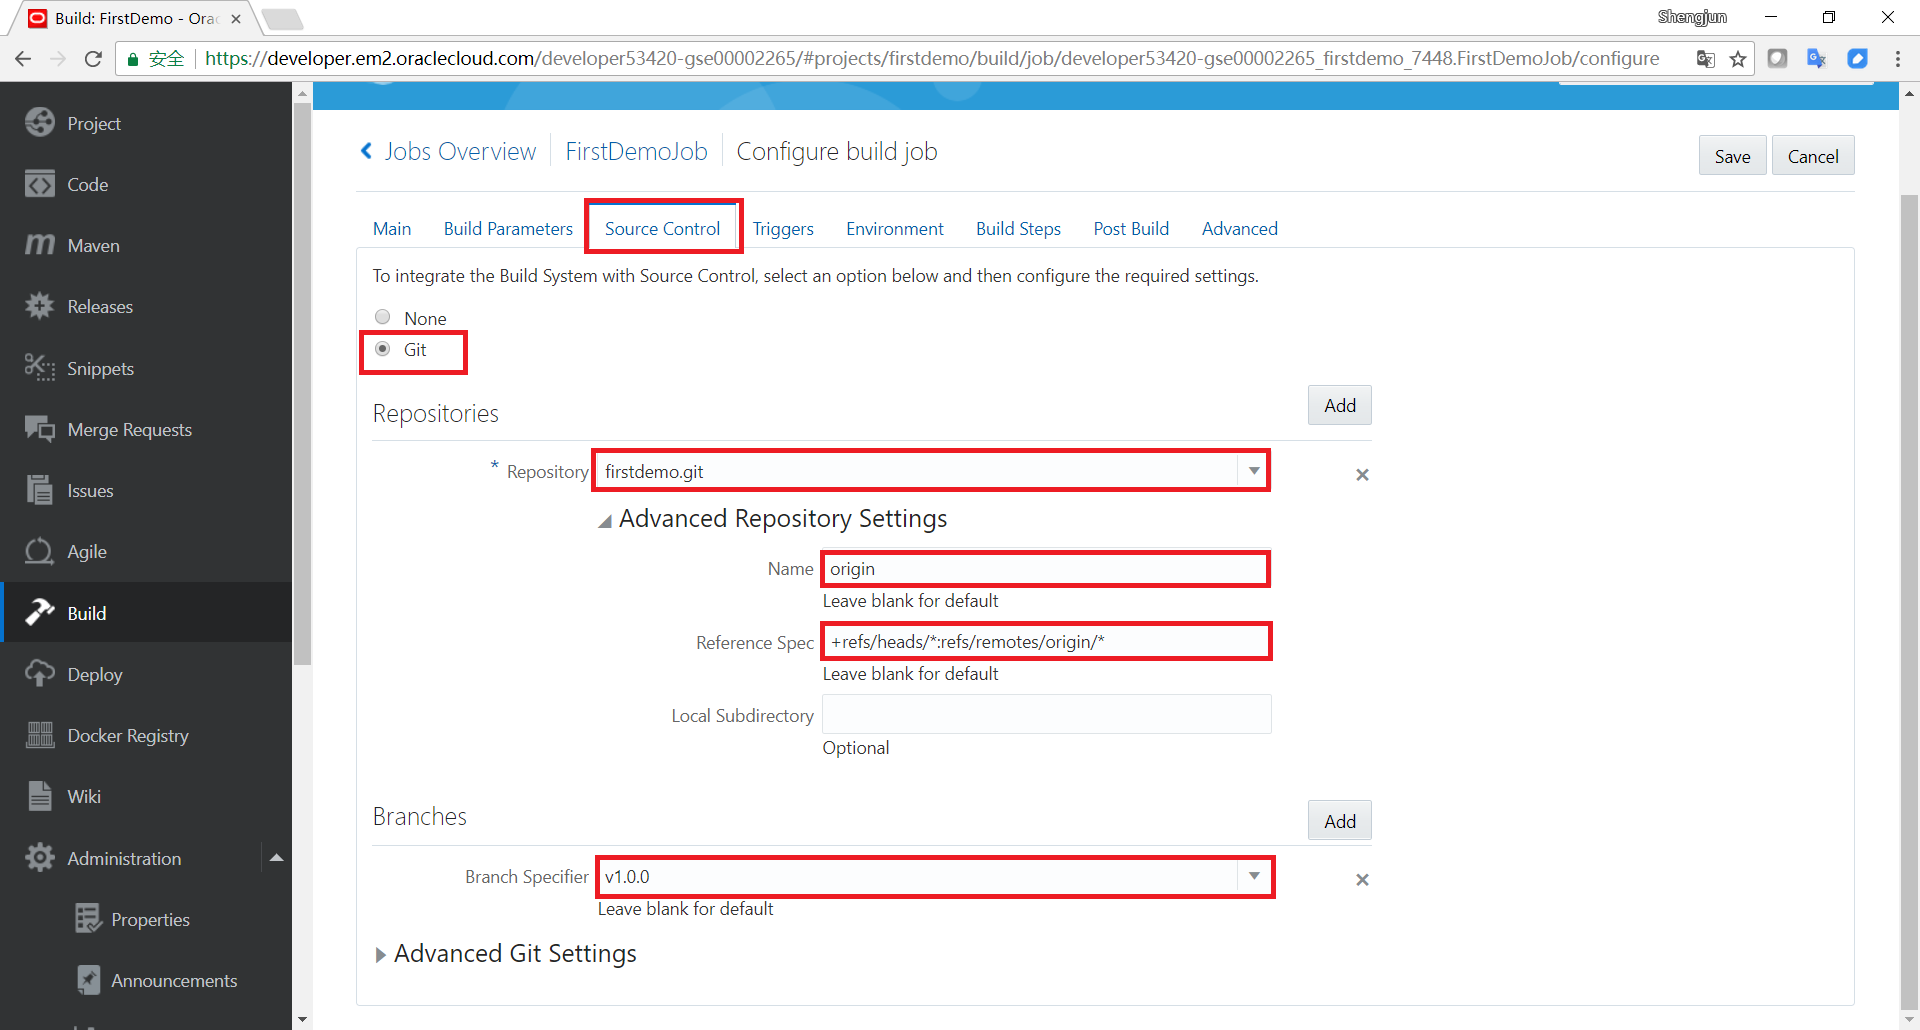 Build: FirstDemo - Orac
Shengjun
安全
https://developer.em2.oraclecloud.com/developer53420-gse00002265/#projects/firstdemo/build/job/developer53420-gse00002265_firstdemo_7448.FirstDemoJob/configure
Project
Code
Maven
Releases
Snippets
Merge Requests
Issues
Agile
Build
Deploy
Docker Registry
Wiki
Administration
Properties
Announcements
Jobs Overview
FirstDemoJob
Configure build job
Save
Cancel
Main
Build Parameters
Source Control
Triggers
Environment
Build Steps
Post Build
Advanced
To integrate the Build System with Source Control, select an option below and then configure the required settings.
None
Git
Repositories
Add
* Repository
firstdemo.git
Advanced Repository Settings
Name
origin
Leave blank for default
Reference Spec
+refs/heads/*:refs/remotes/origin/*
Leave blank for default
Local Subdirectory
Optional
Branches
Add
Branch Specifier
v1.0.0
Leave blank for default
Advanced Git Settings